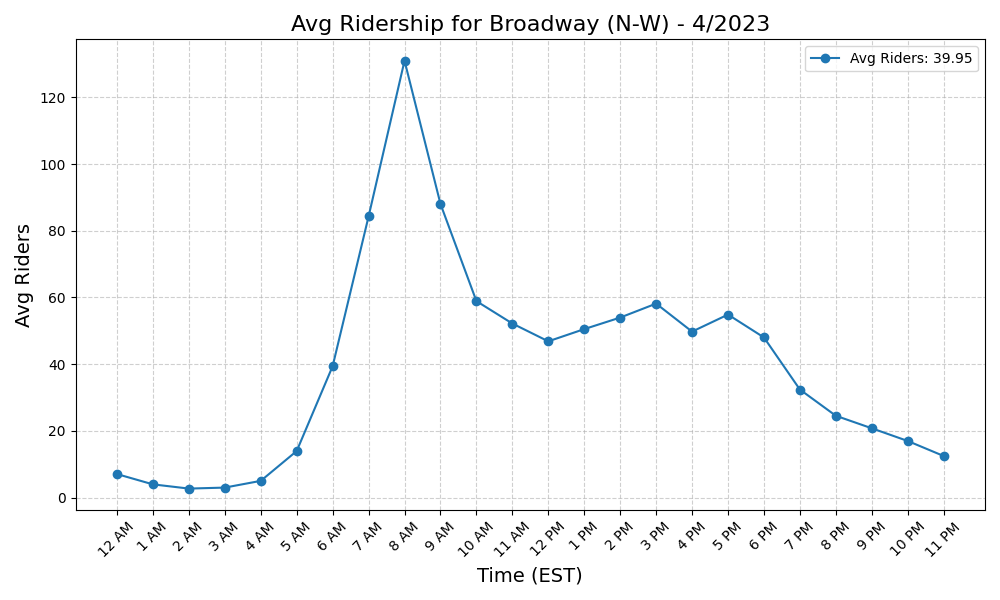 Avg Ridership for Broadway (N-W) - 4/2023
Avg Riders: 39.95
Avg Riders
120
100
80
60
40
20
0
12 AM
1 AM
2 AM
3 AM
4 AM
5 AM
6 AM
7 AM
8 AM
9 AM
10 AM
11 AM
12 PM
1 PM
2 PM
3 PM
4 PM
5 PM
6 PM
7 PM
8 PM
9 PM
10 PM
11 PM
Time (EST)